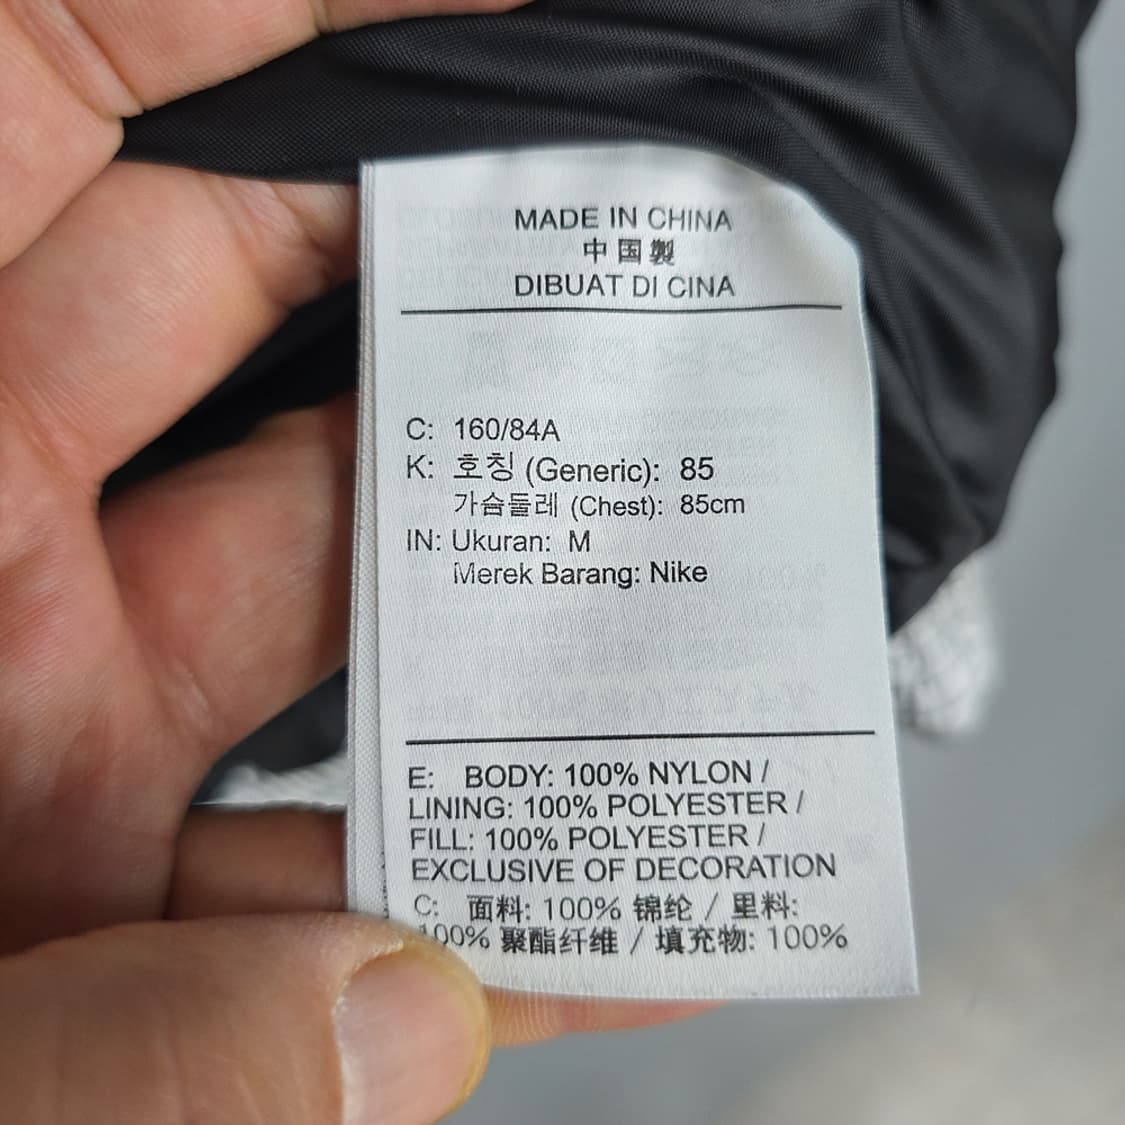 MADE IN CHINA
中国製
DIBUAT DI CINA
C: 160/84A
K: 호칭 (Generic): 85
가슴둘레 (Chest): 85cm
IN: Ukuran: M
Merek Barang: Nike
E: BODY: 100% NYLON /
LINING: 100% POLYESTER /
FILL: 100% POLYESTER /
EXCLUSIVE OF DECORATION
C: 面料: 100% 锦纶 / 里料:
100% 聚酯纤维 / 填充物: 100%